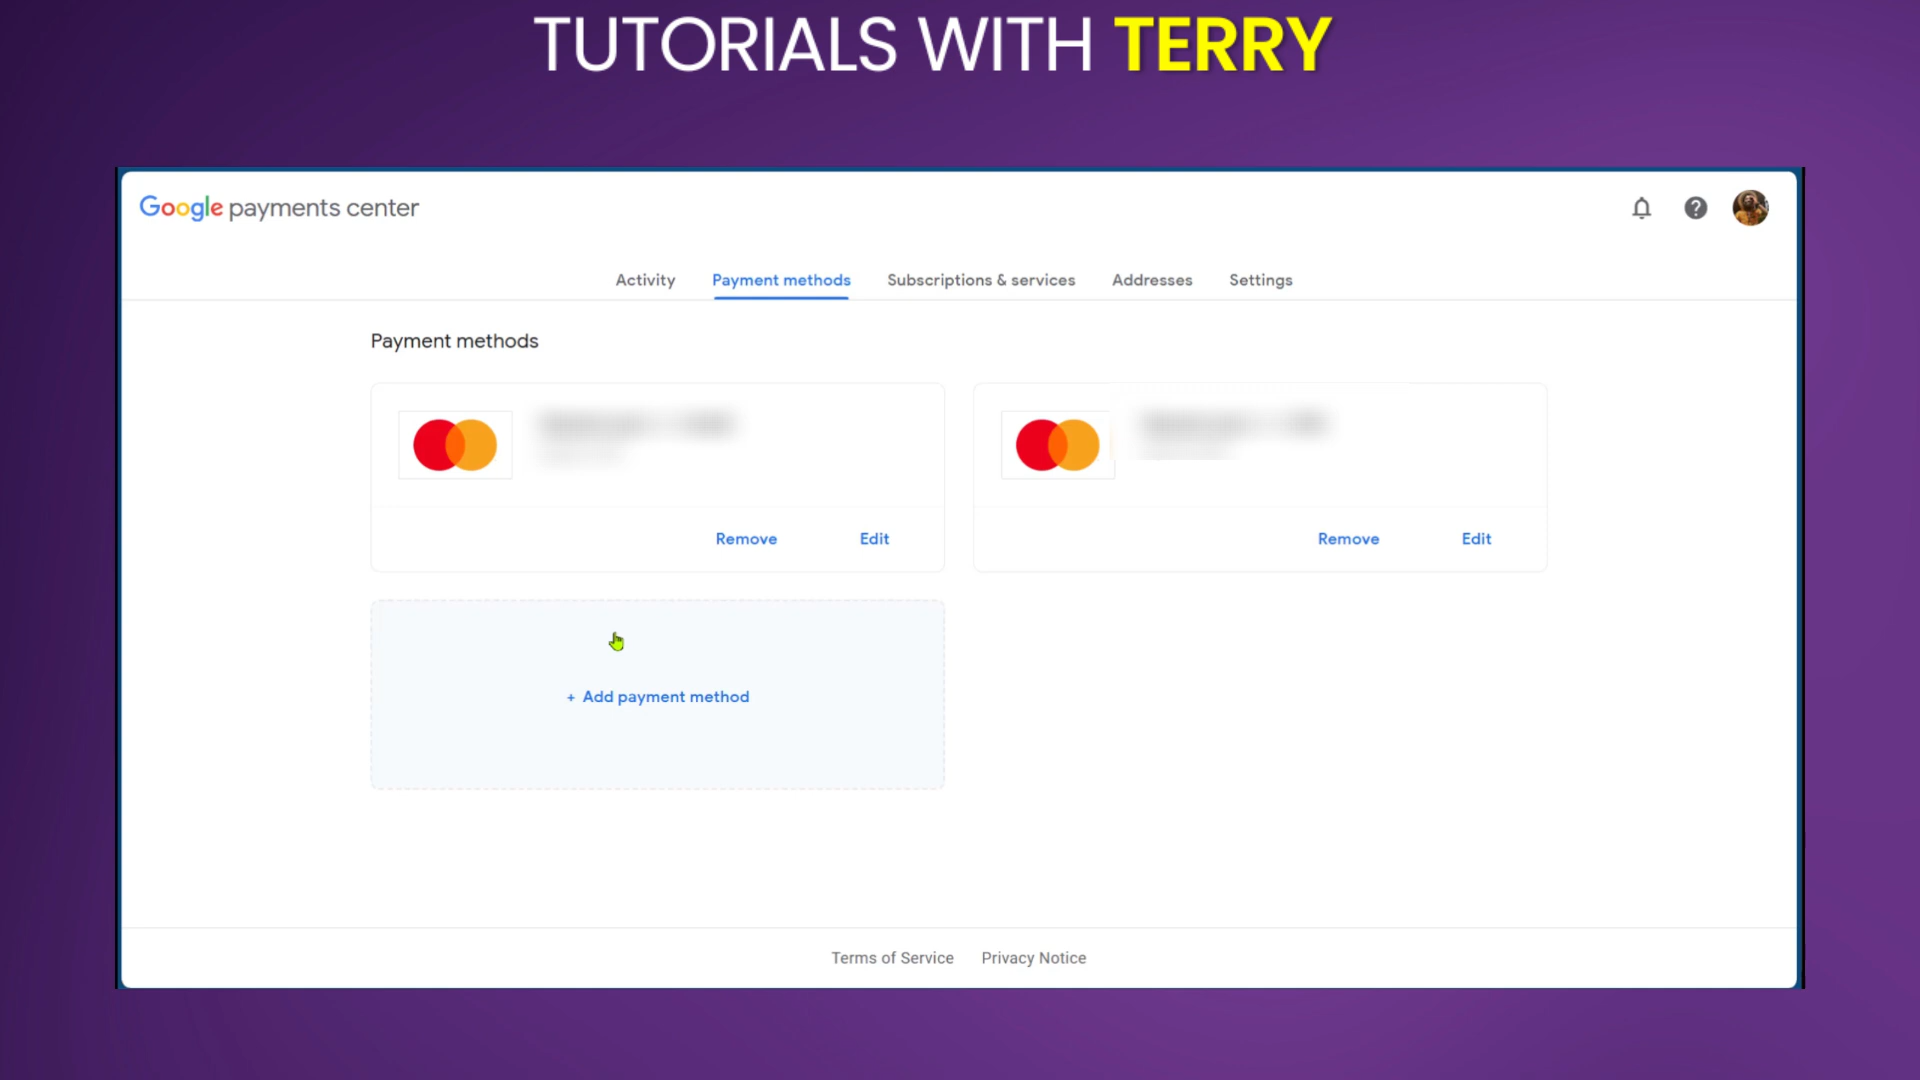 TUTORIALS WITH TERRY
Google payments center
Activity Payment methods Subscriptions & services Addresses Settings
Payment methods
Remove Edit
Remove Edit
+ Add payment method
Terms of Service Privacy Notice